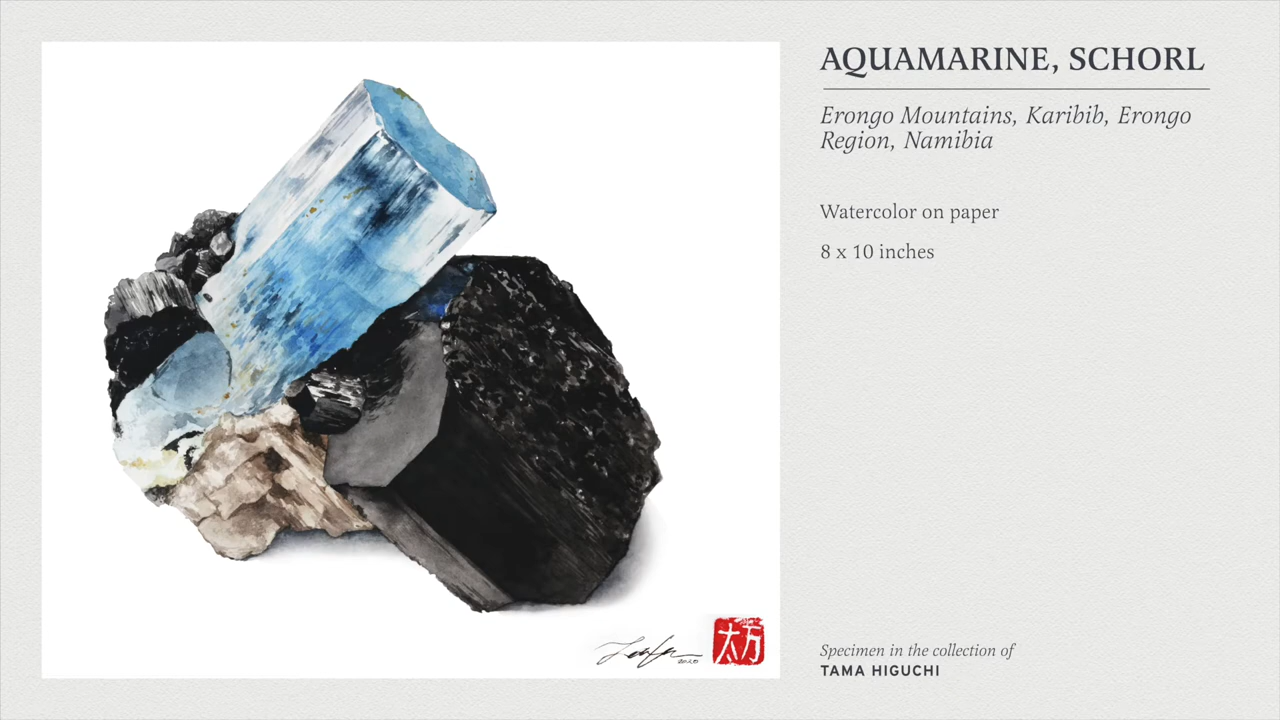 AQUAMARINE, SCHORL
Erongo Mountains, Karibib, Erongo
Region, Namibia
Watercolor on paper
8 x 10 inches
Specimen in the collection of
TAMA HIGUCHI
2020